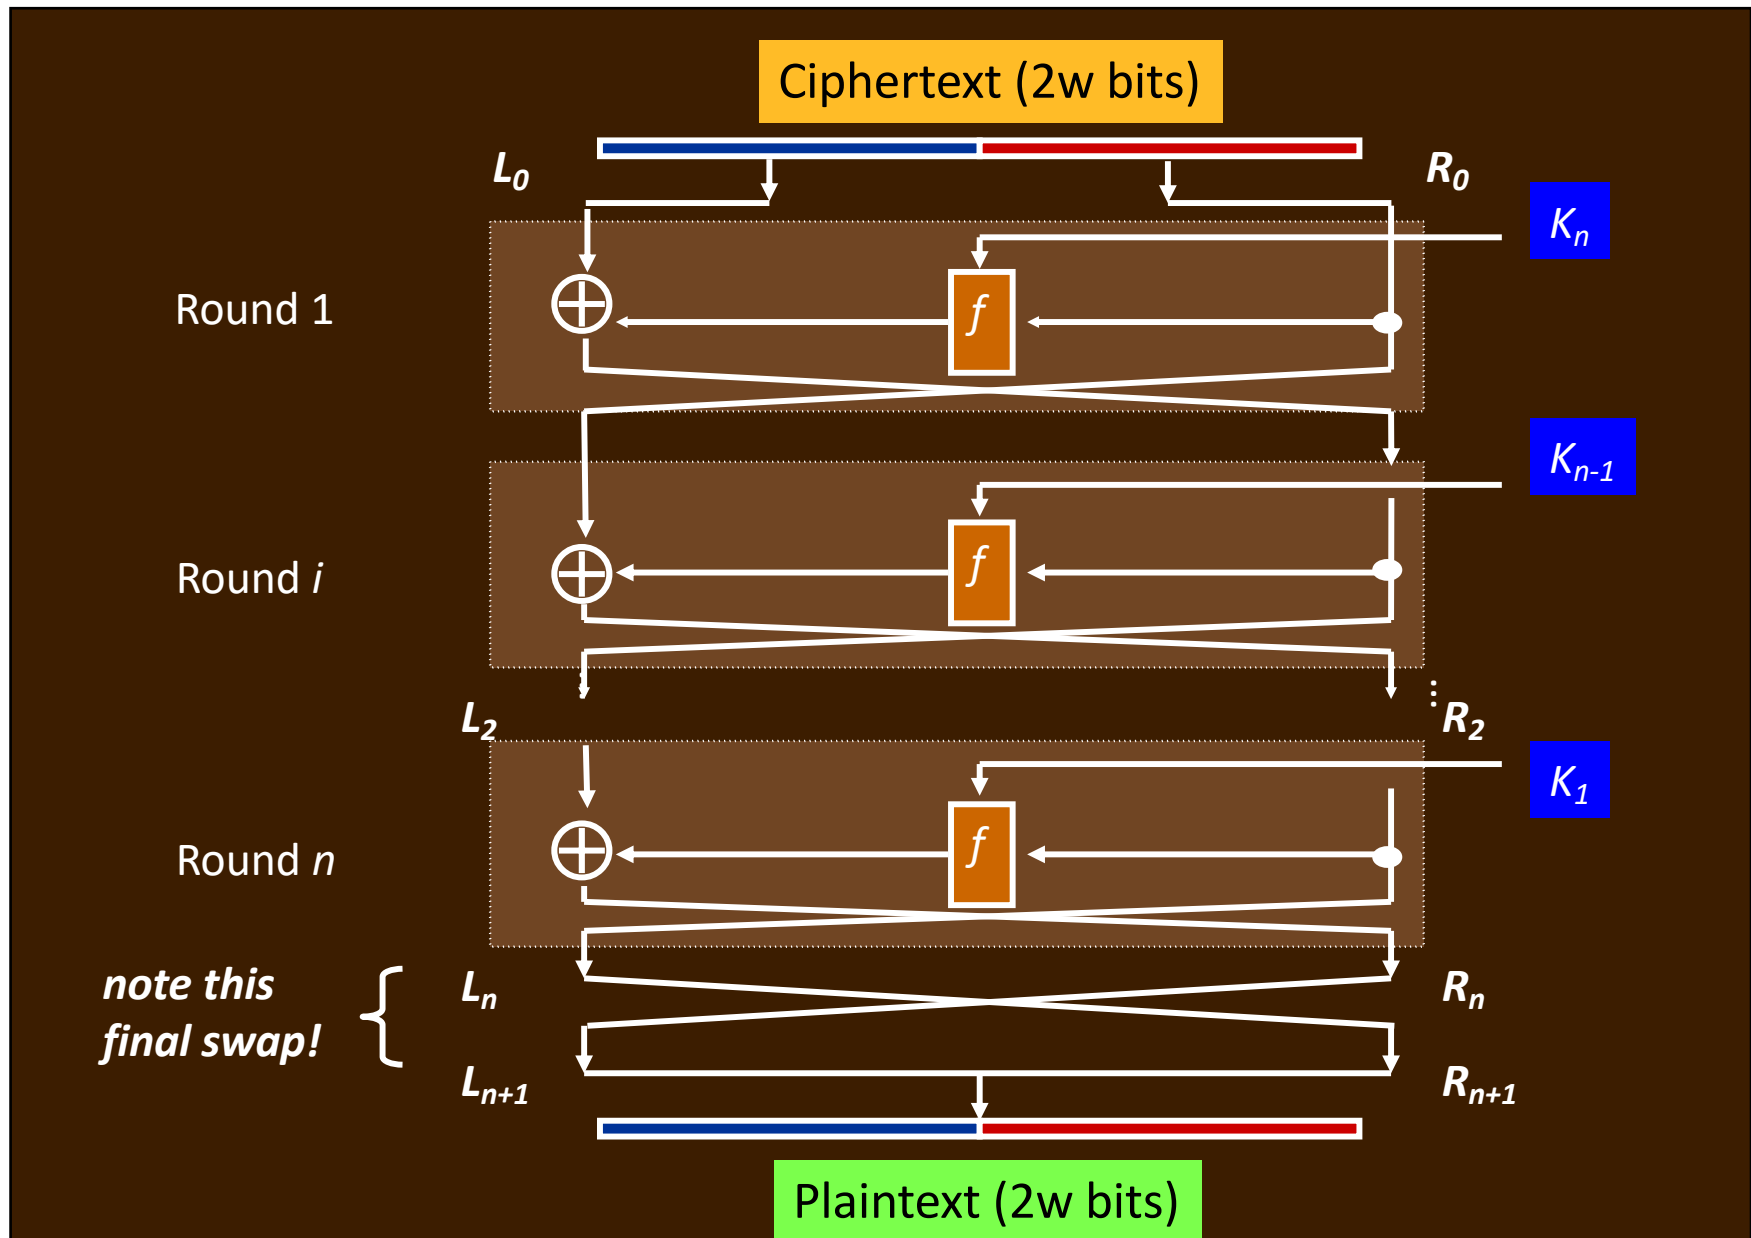 Ciphertext (2w bits)
L₀
R₀
Kₙ
Round 1
f
Kₙ₋₁
Round i
f
⋮
L₂
R₂
K₁
Round n
f
note this
final swap!
Lₙ
Rₙ
Lₙ₊₁
Rₙ₊₁
Plaintext (2w bits)